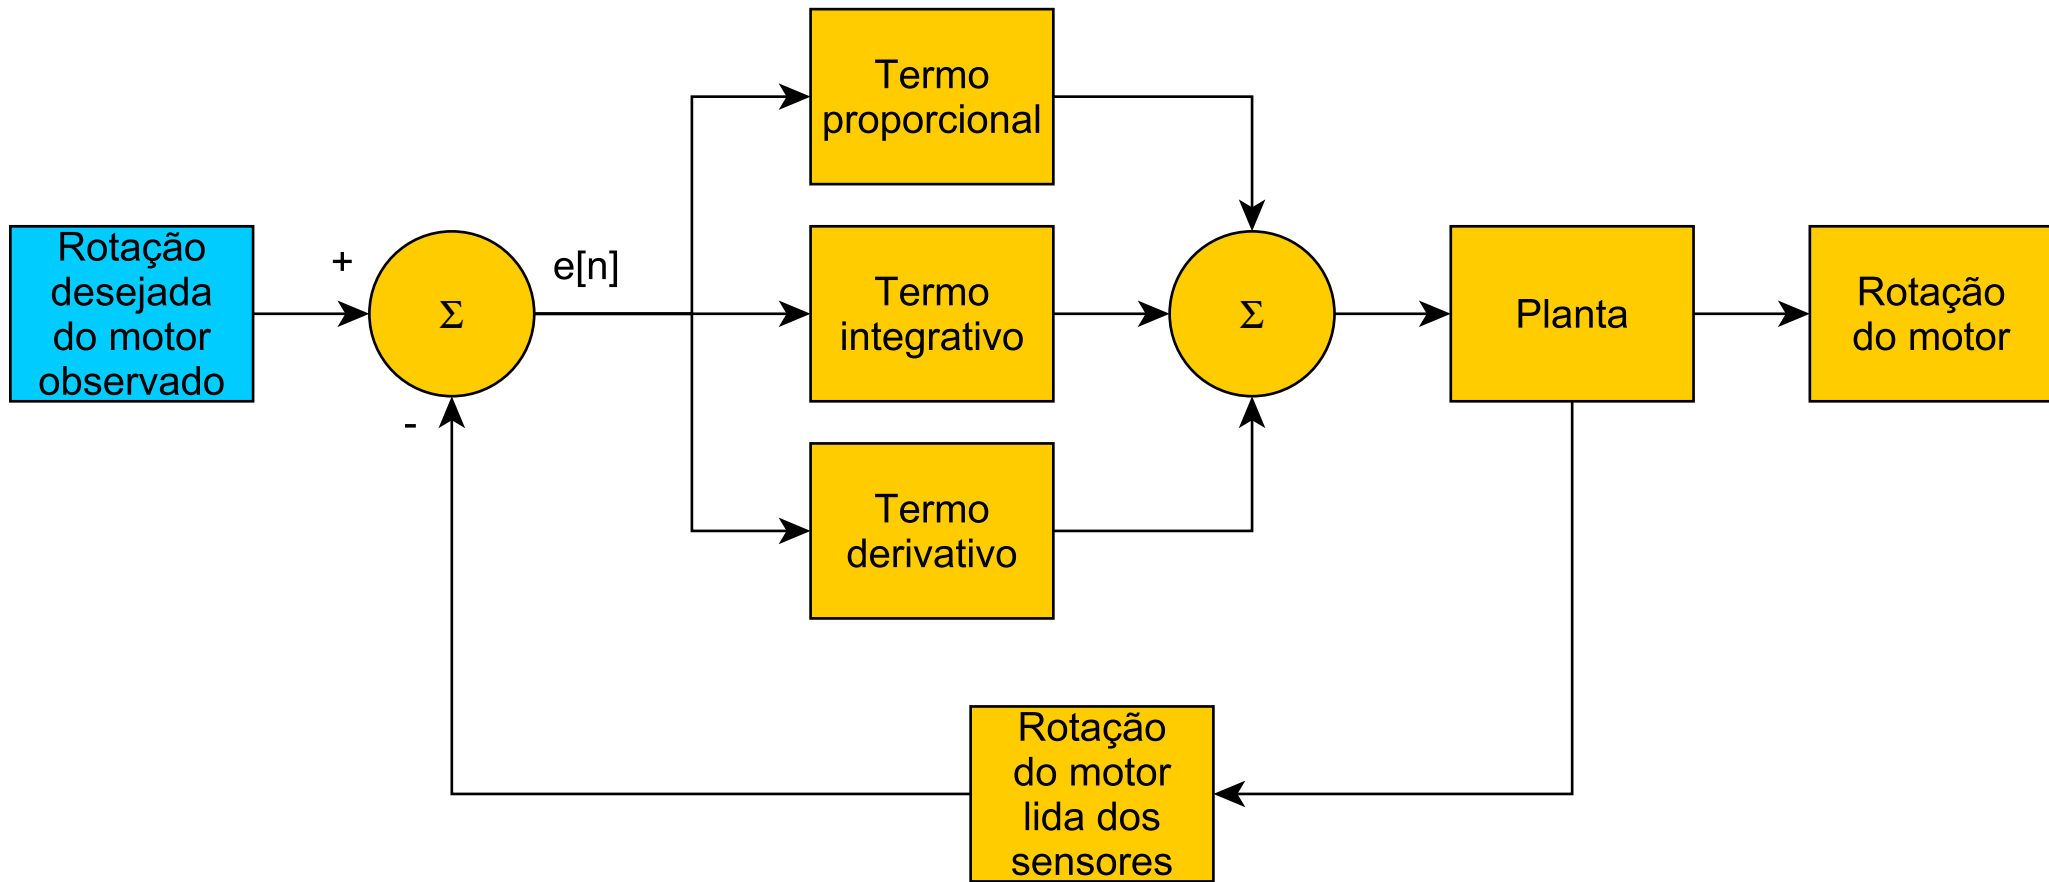 Termo
proporcional
Rotação
desejada
do motor
observado
+
Σ
e[n]
Termo
integrativo
Σ
Planta
Rotação
do motor
-
Termo
derivativo
Rotação
do motor
lida dos
sensores